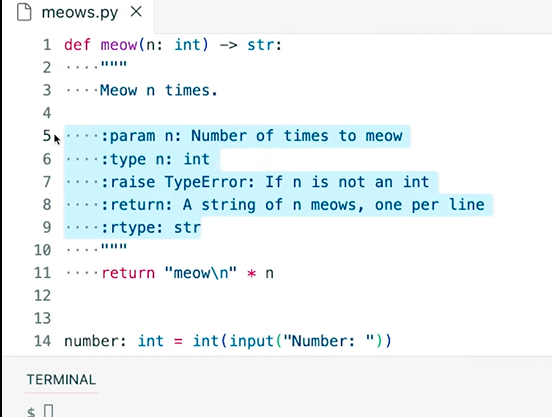 meows.py ×
1 def meow(n: int) -> str:
2 ····"""
3 ····Meow n times.
4
5 ····:param n: Number of times to meow
6 ····:type n: int
7 ····:raise TypeError: If n is not an int
8 ····:return: A string of n meows, one per line
9 ····:rtype: str
10 ····"""
11 ····return "meow\n" * n
12
13
14 number: int = int(input("Number: "))
TERMINAL
$